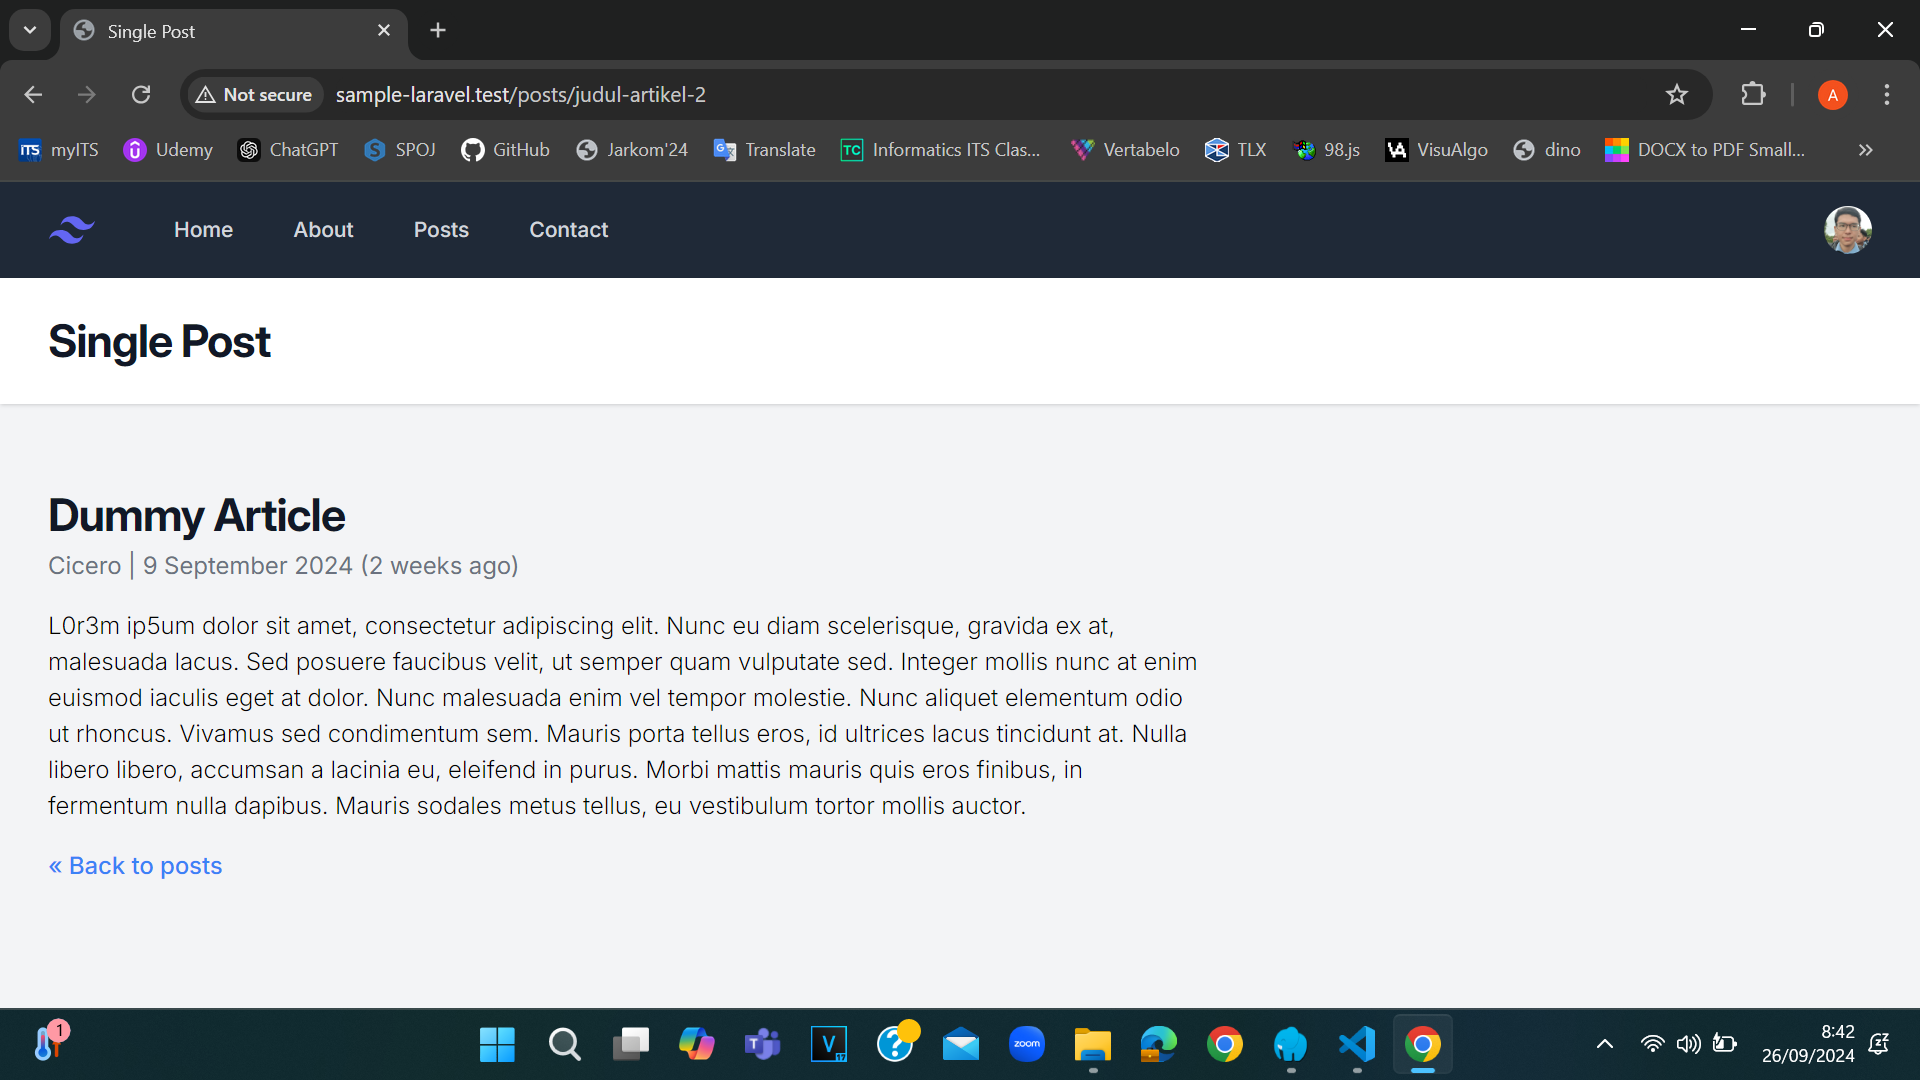 Single Post
Not secure
sample-laravel.test/posts/judul-artikel-2
A
ITS myITS
Udemy
ChatGPT
SPOJ
GitHub
Jarkom'24
Translate
TC Informatics ITS Clas...
Vertabelo
TLX
98.js
VA VisuAlgo
dino
DOCX to PDF Small...
Home
About
Posts
Contact
Single Post
Dummy Article
Cicero | 9 September 2024 (2 weeks ago)
L0r3m ip5um dolor sit amet, consectetur adipiscing elit. Nunc eu diam scelerisque, gravida ex at,
malesuada lacus. Sed posuere faucibus velit, ut semper quam vulputate sed. Integer mollis nunc at enim
euismod iaculis eget at dolor. Nunc malesuada enim vel tempor molestie. Nunc aliquet elementum odio
ut rhoncus. Vivamus sed condimentum sem. Mauris porta tellus eros, id ultrices lacus tincidunt at. Nulla
libero libero, accumsan a lacinia eu, eleifend in purus. Morbi mattis mauris quis eros finibus, in
fermentum nulla dapibus. Mauris sodales metus tellus, eu vestibulum tortor mollis auctor.
« Back to posts
1
T
V 17
?
zoom
8:42
26/09/2024